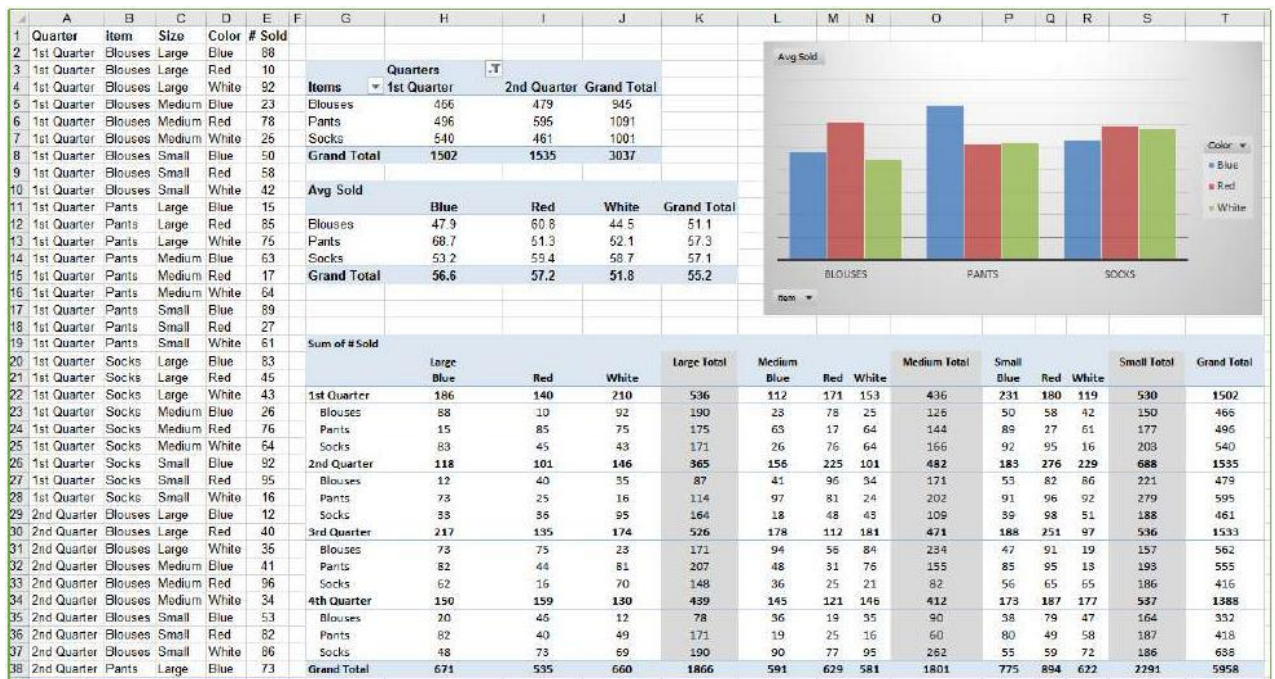 A B C D E F G H I J K L M N O P Q R S T
1 Quarter item Size Color # Sold
2 1st Quarter Blouses Large Blue 88
3 1st Quarter Blouses Large Red 10 Quarters
4 1st Quarter Blouses Large White 92 Items 1st Quarter 2nd Quarter Grand Total
5 1st Quarter Blouses Medium Blue 23 Blouses 466 479 945
6 1st Quarter Blouses Medium Red 78 Pants 496 595 1091
7 1st Quarter Blouses Medium White 25 Socks 540 461 1001
8 1st Quarter Blouses Small Blue 50 Grand Total 1502 1535 3037
9 1st Quarter Blouses Small Red 58
10 1st Quarter Blouses Small White 42 Avg Sold
11 1st Quarter Pants Large Blue 15 Blue Red White Grand Total
12 1st Quarter Pants Large Red 85 Blouses 47.9 60.8 44.5 51.1
13 1st Quarter Pants Large White 75 Pants 68.7 51.3 52.1 57.3
14 1st Quarter Pants Medium Blue 63 Socks 53.2 59.4 58.7 57.1
15 1st Quarter Pants Medium Red 17 Grand Total 56.6 57.2 51.8 55.2
16 1st Quarter Pants Medium White 64
17 1st Quarter Pants Small Blue 89
18 1st Quarter Pants Small Red 27
Avg Sold
Color
Blue
Red
White
BLOUSES PANTS SOCKS
Item
19 1st Quarter Pants Small White 61 Sum of # Sold
20 1st Quarter Socks Large Blue 83 Large Large Total Medium Medium Total Small Small Total Grand Total
21 1st Quarter Socks Large Red 45 Blue Red White Blue Red White Blue Red White
22 1st Quarter Socks Large White 43 1st Quarter 186 140 210 536 112 171 153 436 231 180 119 530 1502
23 1st Quarter Socks Medium Blue 26 Blouses 88 10 92 190 23 78 25 126 50 58 42 150 466
24 1st Quarter Socks Medium Red 76 Pants 15 85 75 175 63 17 64 144 89 27 61 177 496
25 1st Quarter Socks Medium White 64 Socks 83 45 43 171 26 76 64 166 92 95 16 203 540
26 1st Quarter Socks Small Blue 92 2nd Quarter 118 101 146 365 156 225 101 482 183 276 229 688 1535
27 1st Quarter Socks Small Red 95 Blouses 12 40 35 87 41 96 34 171 53 82 86 221 479
28 1st Quarter Socks Small White 16 Pants 73 25 16 114 97 81 24 202 91 96 92 279 595
29 2nd Quarter Blouses Large Blue 12 Socks 33 36 95 164 18 48 43 109 39 98 51 188 461
30 2nd Quarter Blouses Large Red 40 3rd Quarter 217 135 174 526 178 112 181 471 188 251 97 536 1533
31 2nd Quarter Blouses Large White 35 Blouses 73 75 23 171 94 56 84 234 47 91 19 157 562
32 2nd Quarter Blouses Medium Blue 41 Pants 82 44 81 207 48 31 76 155 85 95 13 193 555
33 2nd Quarter Blouses Medium Red 96 Socks 62 16 70 148 36 25 21 82 56 65 65 186 416
34 2nd Quarter Blouses Medium White 34 4th Quarter 150 159 130 439 145 121 146 412 173 187 177 537 1388
35 2nd Quarter Blouses Small Blue 53 Blouses 20 46 12 78 36 19 35 90 38 79 47 164 332
36 2nd Quarter Blouses Small Red 82 Pants 82 40 49 171 19 25 16 60 80 49 58 187 418
37 2nd Quarter Blouses Small White 86 Socks 48 73 69 190 90 77 95 262 55 59 72 186 638
38 2nd Quarter Pants Large Blue 73 Grand Total 671 535 660 1866 591 629 581 1801 775 894 622 2291 5958